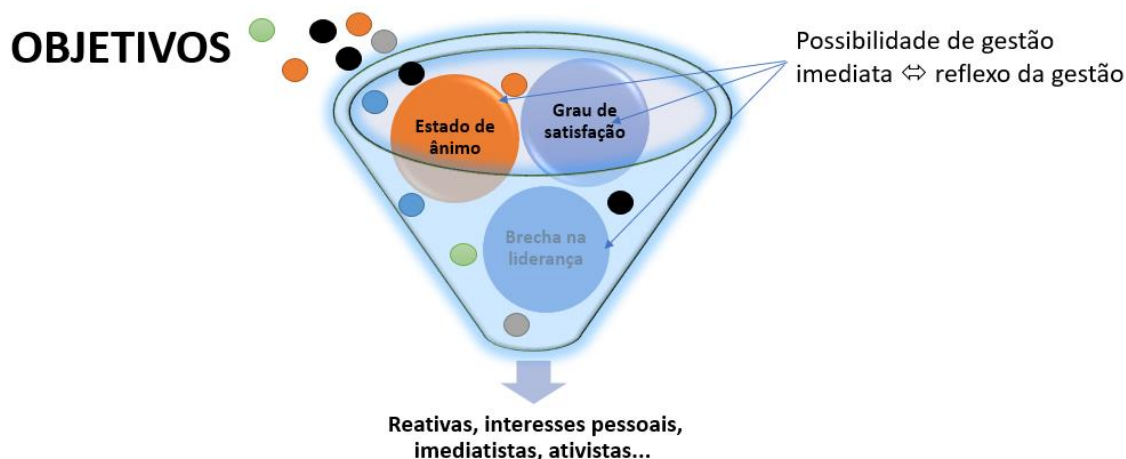 OBJETIVOS
Possibilidade de gestão
imediata ⇔ reflexo da gestão
Estado de
ânimo
Grau de
satisfação
Brecha na
liderança
Reativas, interesses pessoais,
imediatistas, ativistas...